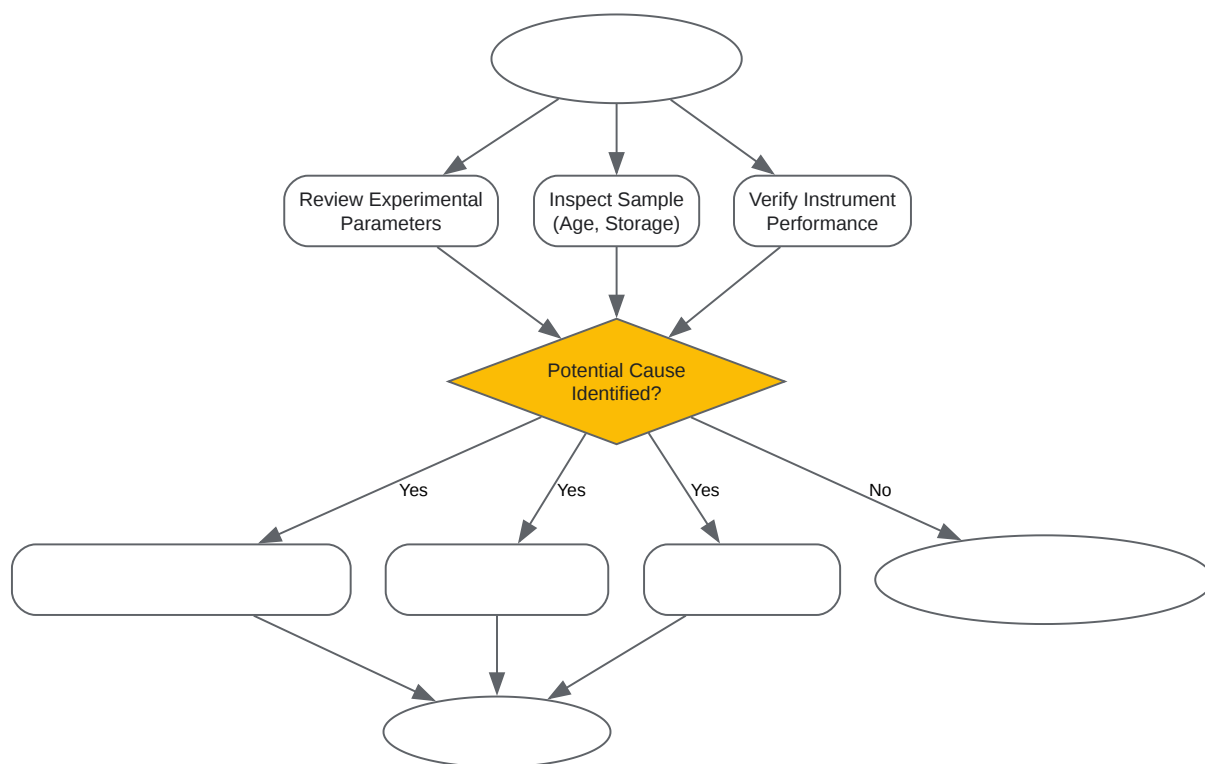 Review Experimental
Parameters
Inspect Sample
(Age, Storage)
Verify Instrument
Performance
Potential Cause
Identified?
Yes
Yes
Yes
No